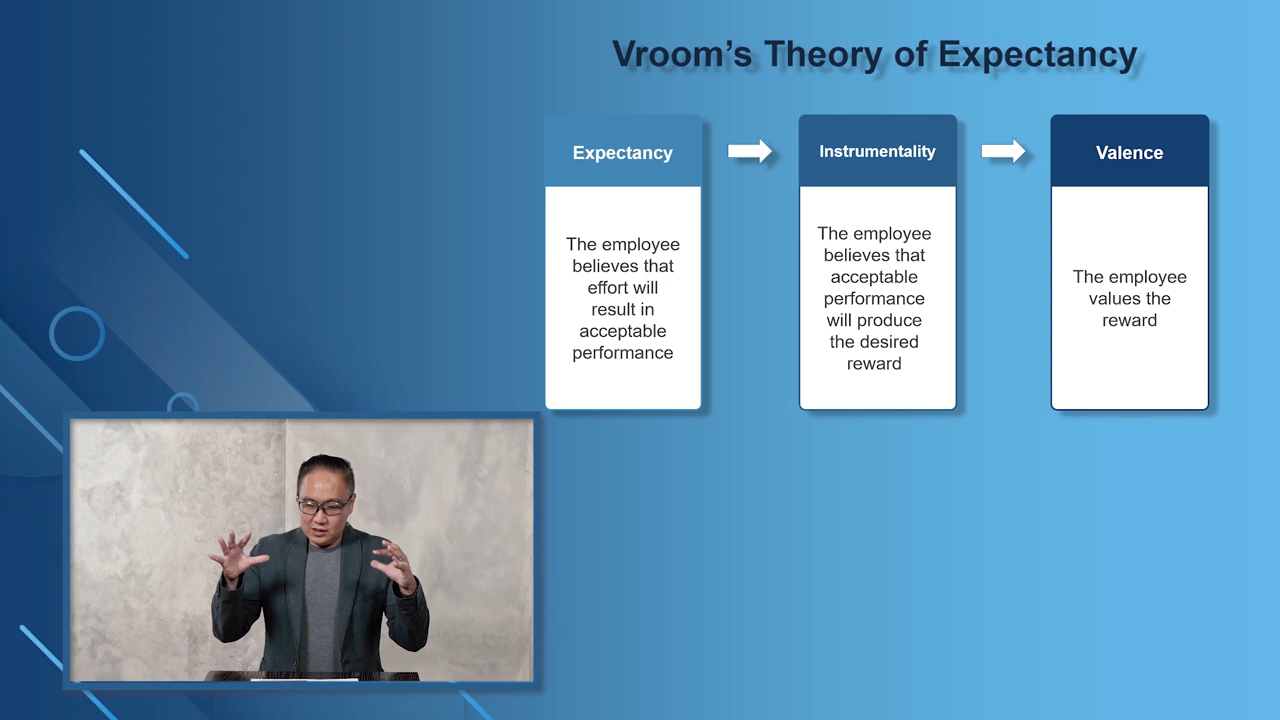 Vroom’s Theory of Expectancy
Expectancy
The employee
believes that
effort will
result in
acceptable
performance
Instrumentality
The employee
believes that
acceptable
performance
will produce
the desired
reward
Valence
The employee
values the
reward